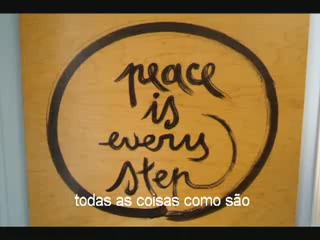 peace
is
every
step
todas as coisas como são